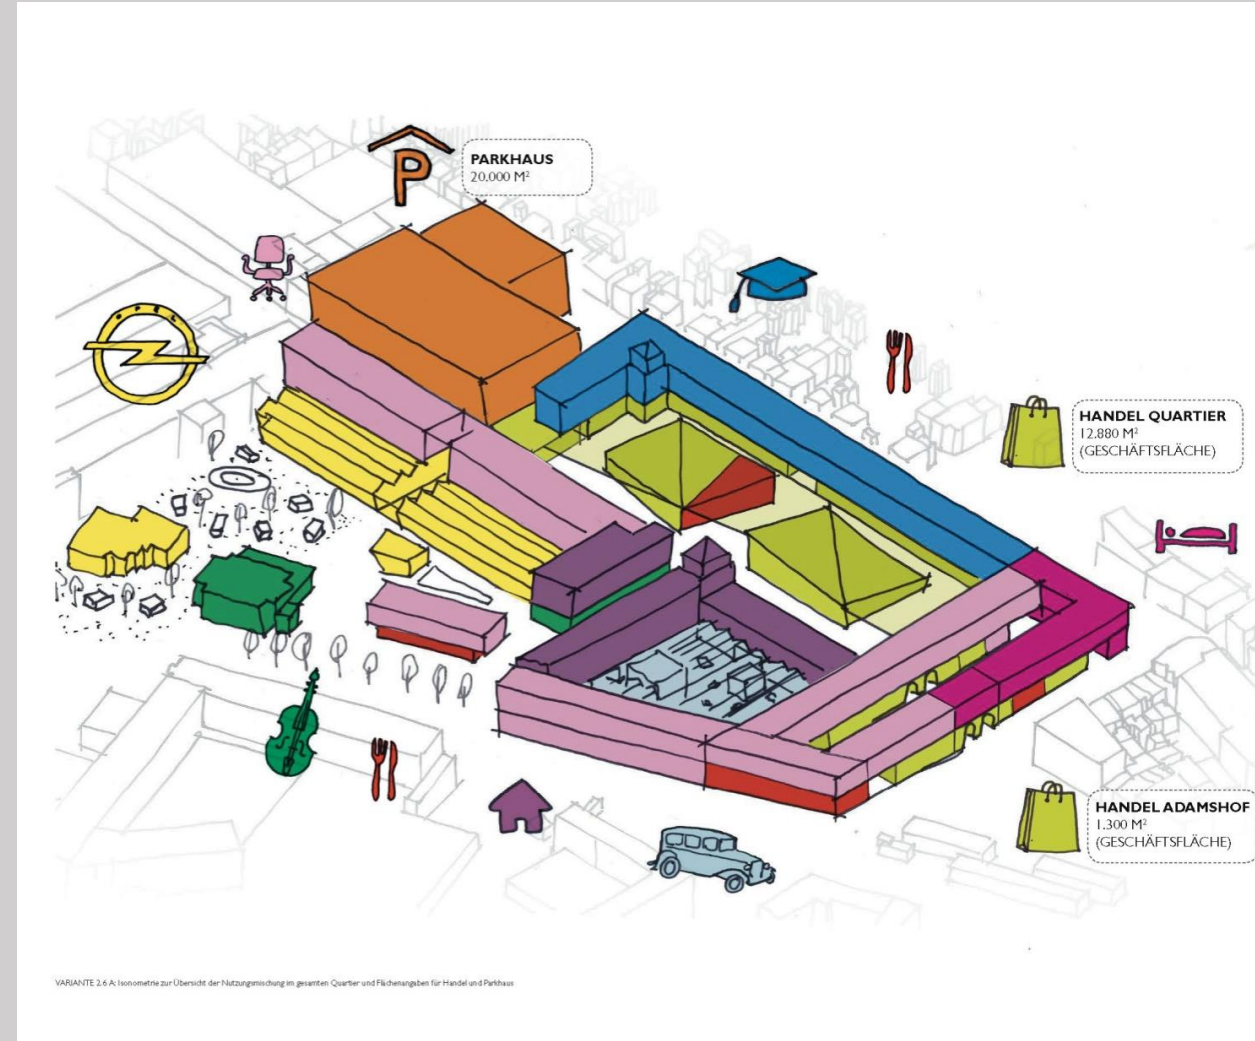 P
PARKHAUS
20.000 M²
OPEL
HANDEL QUARTIER
12.880 M²
(GESCHÄFTSFLÄCHE)
HANDEL ADAMSHOF
1.300 M²
(GESCHÄFTSFLÄCHE)
VARIANTE 2.6 A: Isonometrie zur Übersicht der Nutzungsmischung im gesamten Quartier und Flächenangaben für Handel und Parkhaus